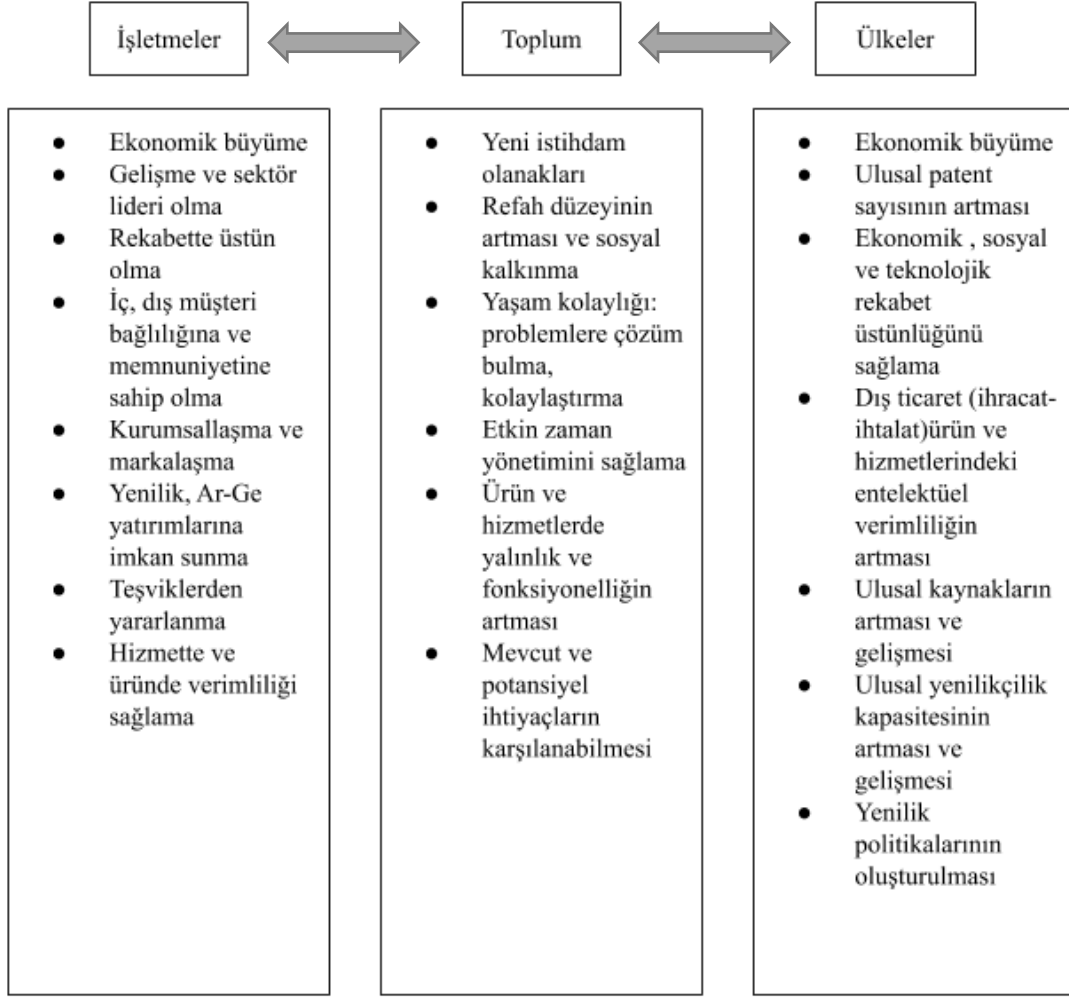 İşletmeler
Toplum
Ülkeler
● Ekonomik büyüme
● Gelişme ve sektör
lideri olma
● Rekabette üstün
olma
● İç, dış müşteri
bağlılığına ve
memnuniyetine
sahip olma
● Kurumsallaşma ve
markalaşma
● Yenilik, Ar-Ge
yatırımlarına
imkan sunma
● Teşviklerden
yararlanma
● Hizmette ve
üründe verimliliği
sağlama
● Yeni istihdam
olanakları
● Refah düzeyinin
artması ve sosyal
kalkınma
● Yaşam kolaylığı:
problemlere çözüm
bulma,
kolaylaştırma
● Etkin zaman
yönetimini sağlama
● Ürün ve
hizmetlerde
yalınlık ve
fonksiyonelliğin
artması
● Mevcut ve
potansiyel
ihtiyaçların
karşılanabilmesi
● Ekonomik büyüme
● Ulusal patent
sayısının artması
● Ekonomik , sosyal
ve teknolojik
rekabet
üstünlüğünü
sağlama
● Dış ticaret (ihracat-
ihtalat)ürün ve
hizmetlerindeki
entelektüel
verimliliğin
artması
● Ulusal kaynakların
artması ve
gelişmesi
● Ulusal yenilikçilik
kapasitesinin
artması ve
gelişmesi
● Yenilik
politikalarının
oluşturulması